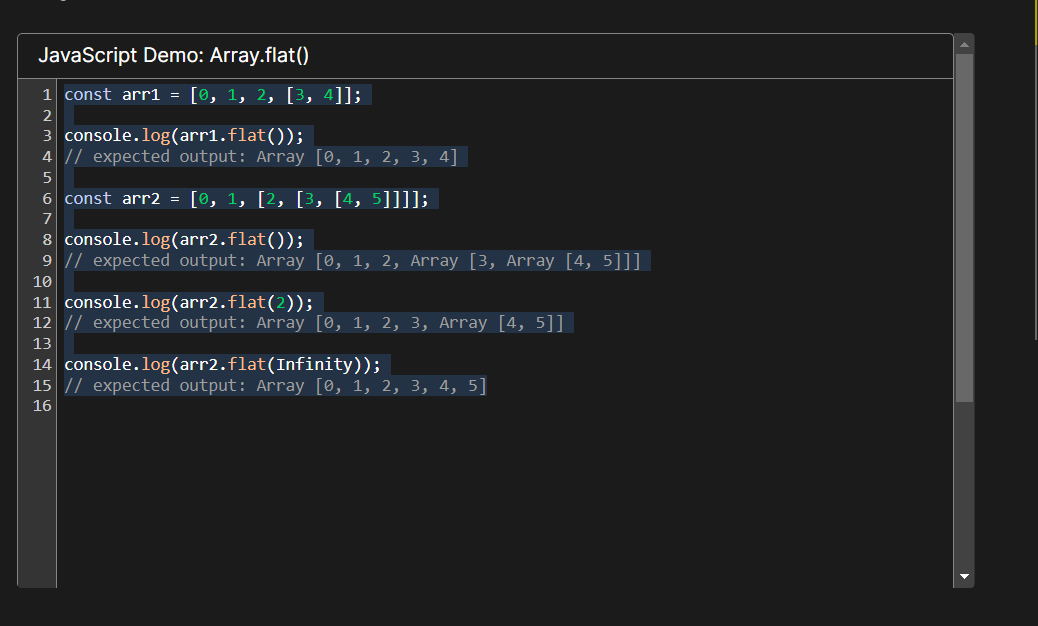 JavaScript Demo: Array.flat()
1 const arr1 = [0, 1, 2, [3, 4]];
2
3 console.log(arr1.flat());
4 // expected output: Array [0, 1, 2, 3, 4]
5
6 const arr2 = [0, 1, [2, [3, [4, 5]]]];
7
8 console.log(arr2.flat());
9 // expected output: Array [0, 1, 2, Array [3, Array [4, 5]]]
10
11 console.log(arr2.flat(2));
12 // expected output: Array [0, 1, 2, 3, Array [4, 5]]
13
14 console.log(arr2.flat(Infinity));
15 // expected output: Array [0, 1, 2, 3, 4, 5]
16